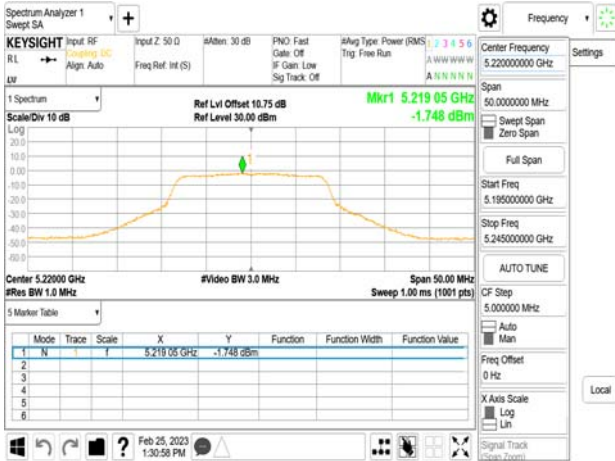 Spectrum Analyzer 1
Swept SA
+
Frequency
KEYSIGHT
RL
Input: RF
Coupling: DC
Align: Auto
Input Z: 50 Ω
Freq Ref: Int (S)
#Atten: 30 dB
PNO: Fast
Gate: Off
IF Gain: Low
Sig Track: Off
#Avg Type: Power (RMS
Trig: Free Run
1 2 3 4 5 6
A W W W W W
A N N N N N
Center Frequency
5.220000000 GHz
Settings
Span
50.0000000 MHz
Swept Span
Zero Span
Full Span
Start Freq
5.195000000 GHz
Stop Freq
5.245000000 GHz
AUTO TUNE
CF Step
5.000000 MHz
Auto
Man
Freq Offset
0 Hz
X Axis Scale
Log
Lin
Signal Track
(Span Zoom)
Local
1 Spectrum
Scale/Div 10 dB
Ref Lvl Offset 10.75 dB
Ref Level 30.00 dBm
Mkr1 5.219 05 GHz
-1.748 dBm
Log
20.0
10.0
0.00
-10.0
-20.0
-30.0
-40.0
-50.0
-60.0
1
Center 5.22000 GHz
#Res BW 1.0 MHz
#Video BW 3.0 MHz
Span 50.00 MHz
Sweep 1.00 ms (1001 pts)
5 Marker Table
Mode Trace Scale X Y Function Function Width Function Value
1 N 1 f 5.219 05 GHz -1.748 dBm
2
3
4
5
6
?
Feb 25, 2023
1:30:58 PM